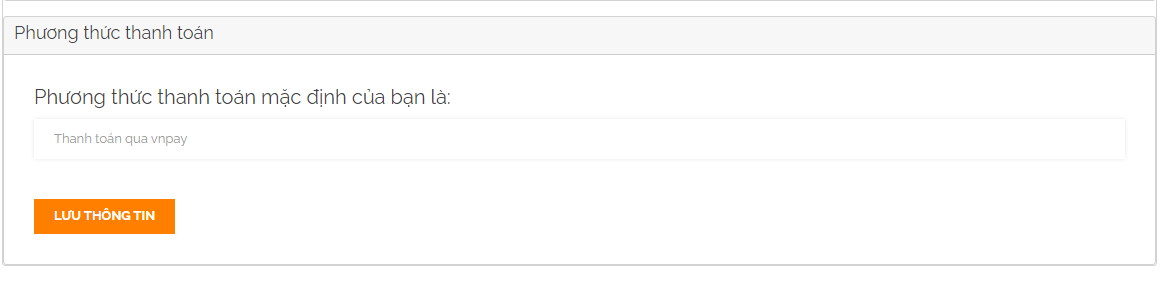 Phương thức thanh toán
Phương thức thanh toán mặc định của bạn là:
Thanh toán qua vnpay
LƯU THÔNG TIN